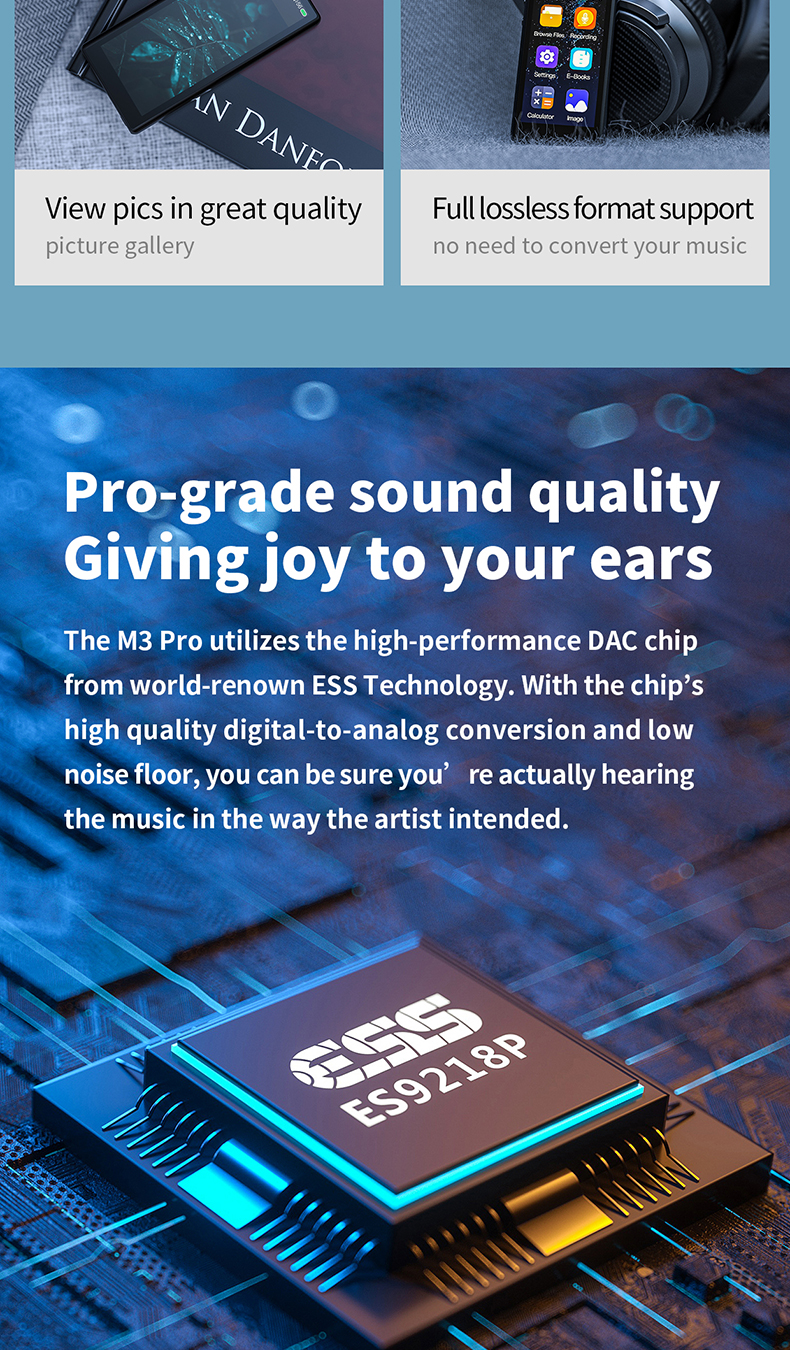 AN DANFO
Browse Files Recording
Settings E-Books
Calculator Image
View pics in great quality
picture gallery
Full lossless format support
no need to convert your music
Pro-grade sound quality
Giving joy to your ears
The M3 Pro utilizes the high-performance DAC chip
from world-renown ESS Technology. With the chip’s
high quality digital-to-analog conversion and low
noise floor, you can be sure you’re actually hearing
the music in the way the artist intended.
ESS
ES9218P